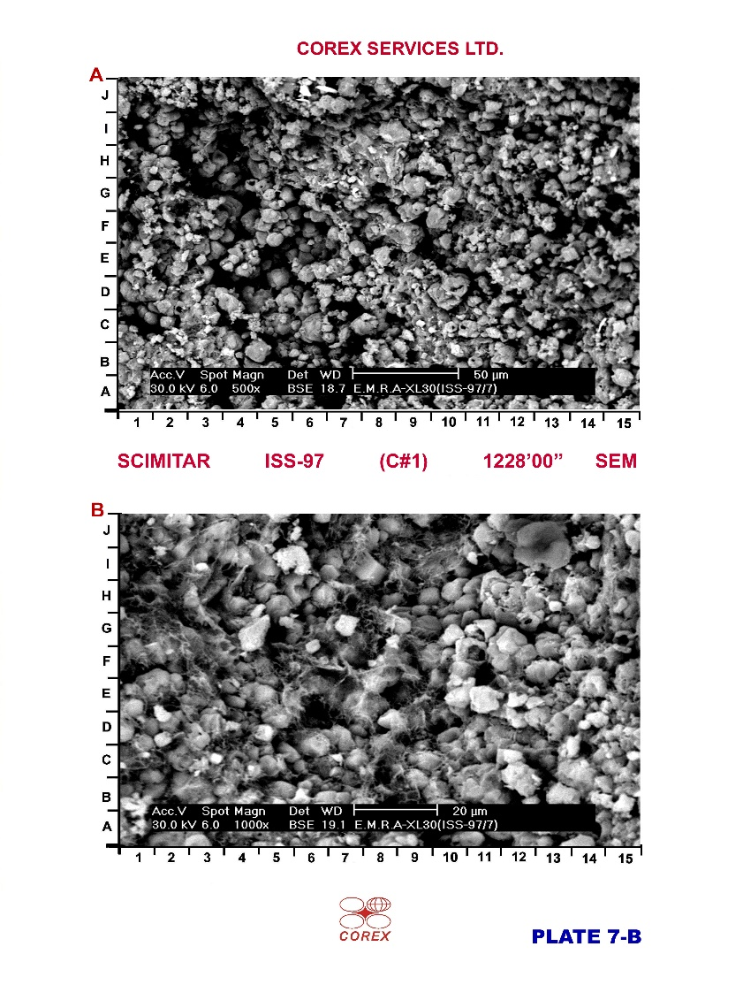 COREX SERVICES LTD.
A
J
I
H
G
F
E
D
C
B
A
Acc.V Spot Magn Det WD 50 µm
30.0 kV 6.0 500x BSE 18.7 E.M.R.A-XL30(ISS-97/7)
1 2 3 4 5 6 7 8 9 10 11 12 13 14 15
SCIMITAR ISS-97 (C#1) 1228’00” SEM
B
J
I
H
G
F
E
D
C
B
A
Acc.V Spot Magn Det WD 20 µm
30.0 kV 6.0 1000x BSE 19.1 E.M.R.A-XL30(ISS-97/7)
1 2 3 4 5 6 7 8 9 10 11 12 13 14 15
COREX
PLATE 7-B